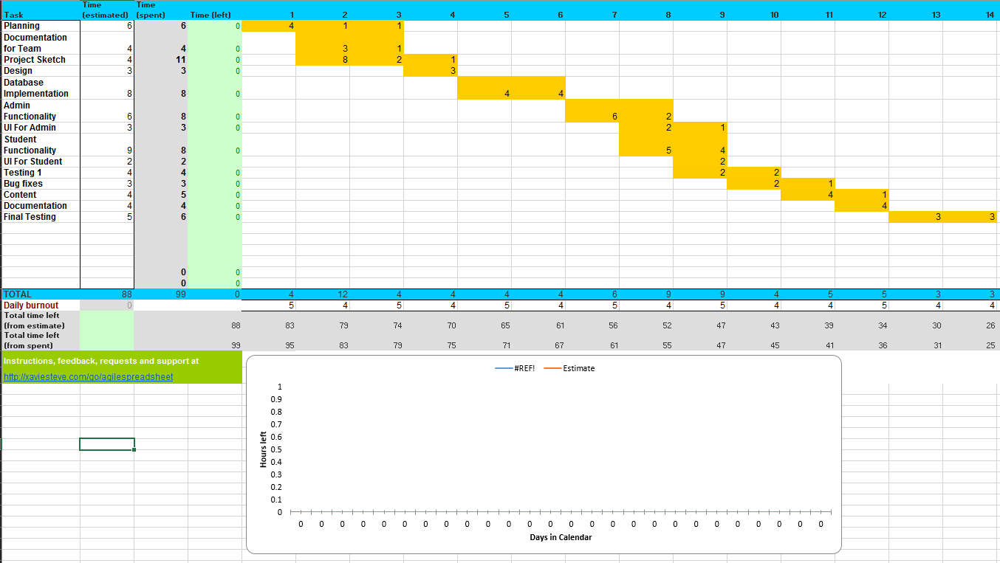 Time Time
Task (estimated) (spent) Time (left) 1 2 3 4 5 6 7 8 9 10 11 12 13 14
Planning 6 6 0 4 1 1
Documentation
for Team 4 4 0 3 1
Project Sketch 4 11 0 8 2 1
Design 3 3 0 3
Database
Implementation 8 8 0 4 4
Admin
Functionality 6 8 0 6 2
UI For Admin 3 3 0 2 1
Student
Functionality 9 8 0 5 4
UI For Student 2 2 2
Testing 1 4 4 0 2 2
Bug fixes 3 3 0 2 1
Content 4 5 0 4 1
Documentation 4 4 0 4
Final Testing 5 6 0 3 3
0 0
0 0
TOTAL 88 99 0 4 12 4 4 4 4 6 9 9 4 5 5 3 3
Daily burnout 0 5 4 5 4 5 4 5 4 5 4 4 5 4 4
Total time left
(from estimate) 88 83 79 74 70 65 61 56 52 47 43 39 34 30 26
Total time left
(from spent) 99 95 83 79 75 71 67 61 55 47 45 41 36 31 25
Instructions, feedback, requests and support at
http://xaviesteve.com/go/agilespreadsheet
#REF! Estimate
1
0.9
0.8
0.7
0.6
0.5
0.4
0.3
0.2
0.1
0
Hours left
0 0 0 0 0 0 0 0 0 0 0 0 0 0 0 0 0 0 0 0 0 0 0 0 0 0
Days in Calendar